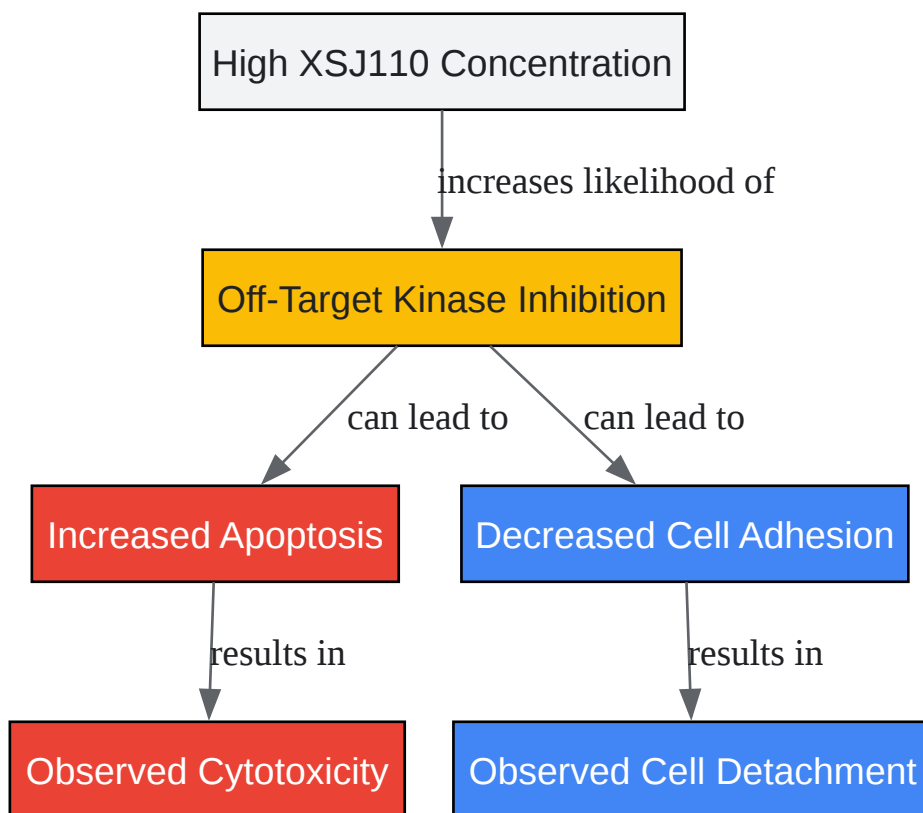 High XSJ110 Concentration
increases likelihood of
Off-Target Kinase Inhibition
can lead to
can lead to
Increased Apoptosis
Decreased Cell Adhesion
results in
results in
Observed Cytotoxicity
Observed Cell Detachment